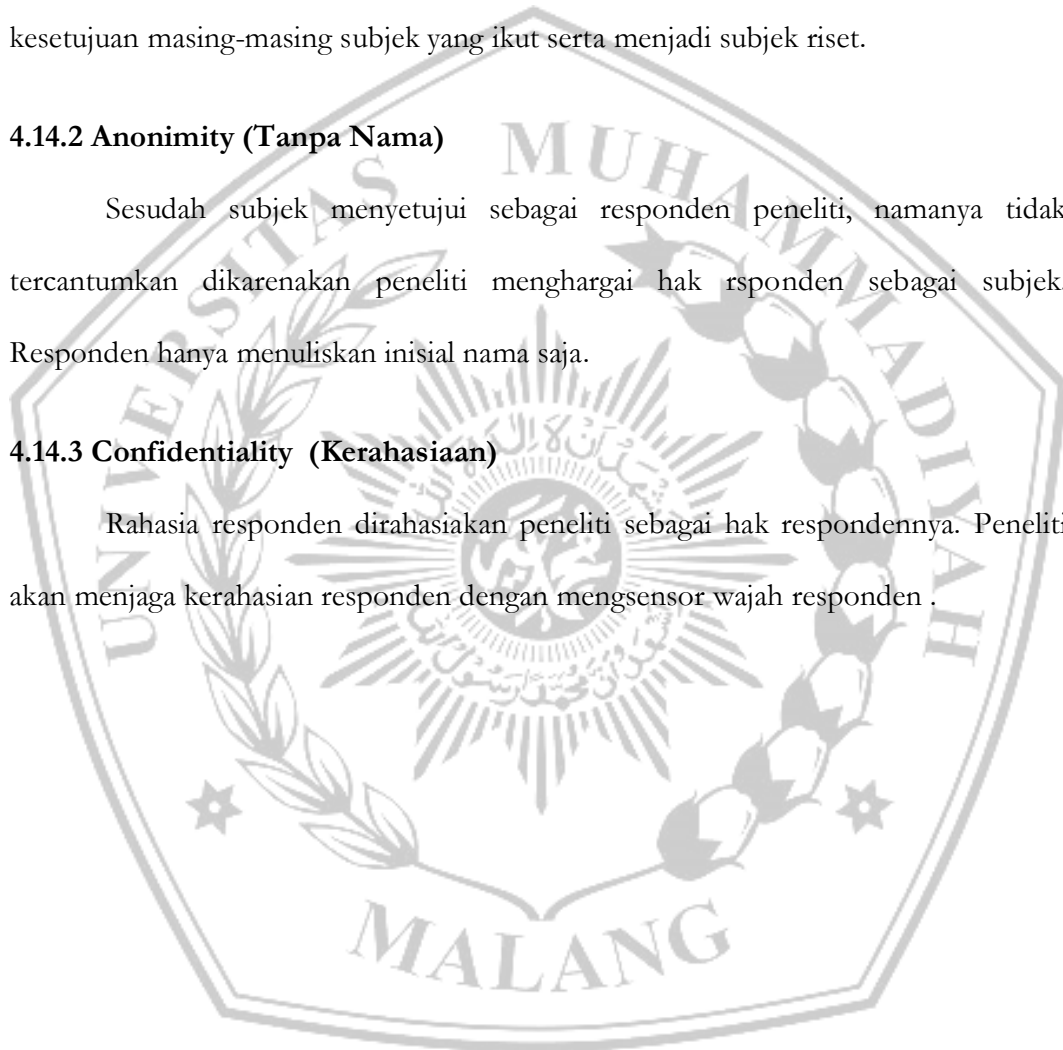 kesetujuan masing-masing subjek yang ikut serta menjadi subjek riset.
4.14.2 Anonimity (Tanpa Nama)
Sesudah subjek menyetujui sebagai responden peneliti, namanya tidak
tercantumkan dikarenakan peneliti menghargai hak rsponden sebagai subjek.
Responden hanya menuliskan inisial nama saja.
4.14.3 Confidentiality (Kerahasiaan)
Rahasia responden dirahasiakan peneliti sebagai hak respondennya. Peneliti
akan menjaga kerahasian responden dengan mengsensor wajah responden .
UNIVERSITAS MUHAMMADIYAH
MALANG